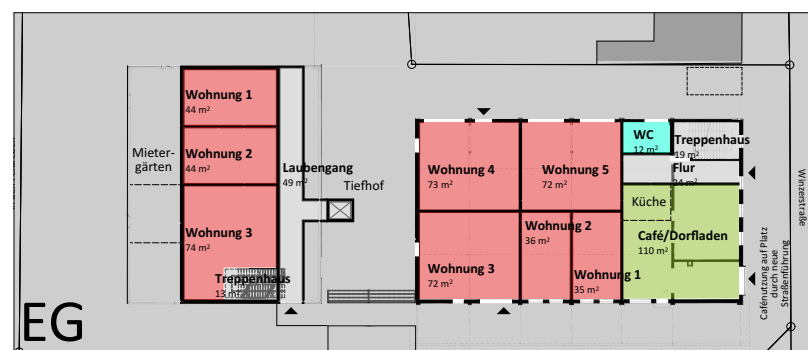 Wohnung 1
44 m²
Wohnung 2
44 m²
Mieter-
gärten
Laubengang
49 m²
Tiefhof
Wohnung 3
74 m²
Treppenhaus
13 m²
Wohnung 4
73 m²
Wohnung 5
72 m²
WC
12 m²
Treppenhaus
19 m²
Flur
24 m²
Küche
Wohnung 2
36 m²
Café/Dorfladen
110 m²
Wohnung 3
72 m²
Wohnung 1
35 m²
Winzerstraße
Cafénutzung auf Platz
durch neue
Straßenführung
EG